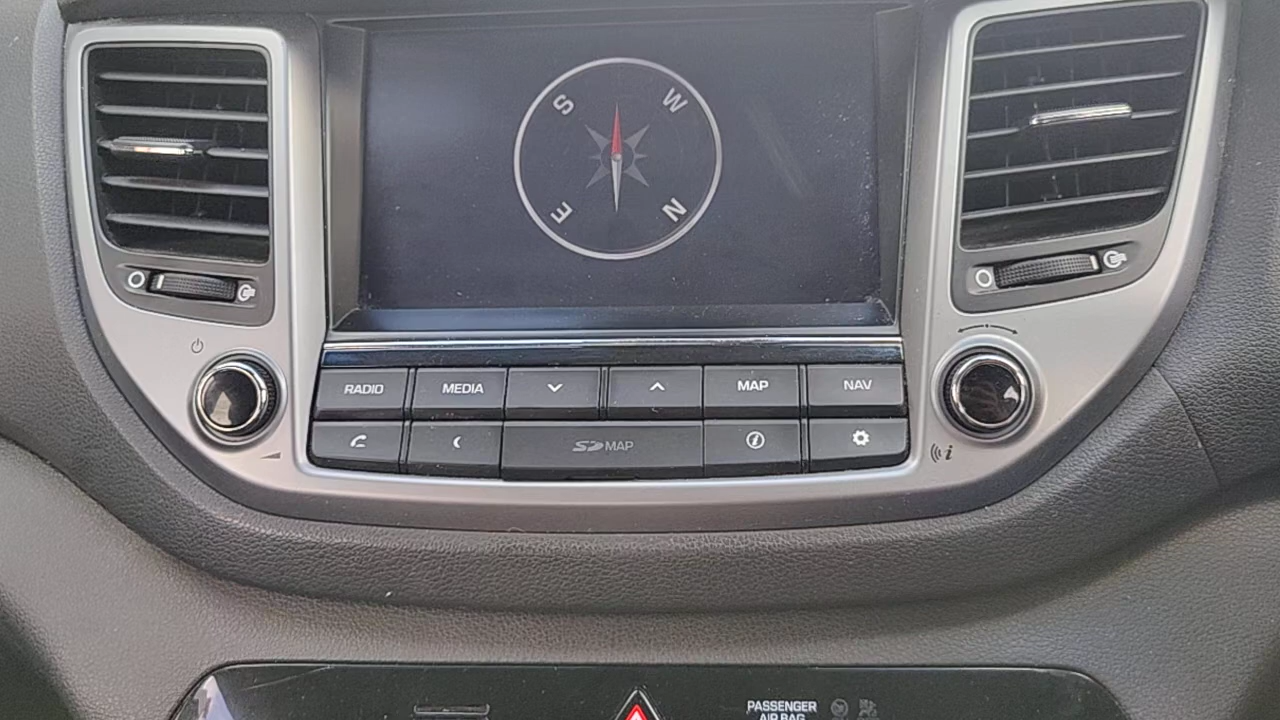 S W
E N
RADIO MEDIA MAP NAV
SD MAP i
i
PASSENGER
AIR BAG